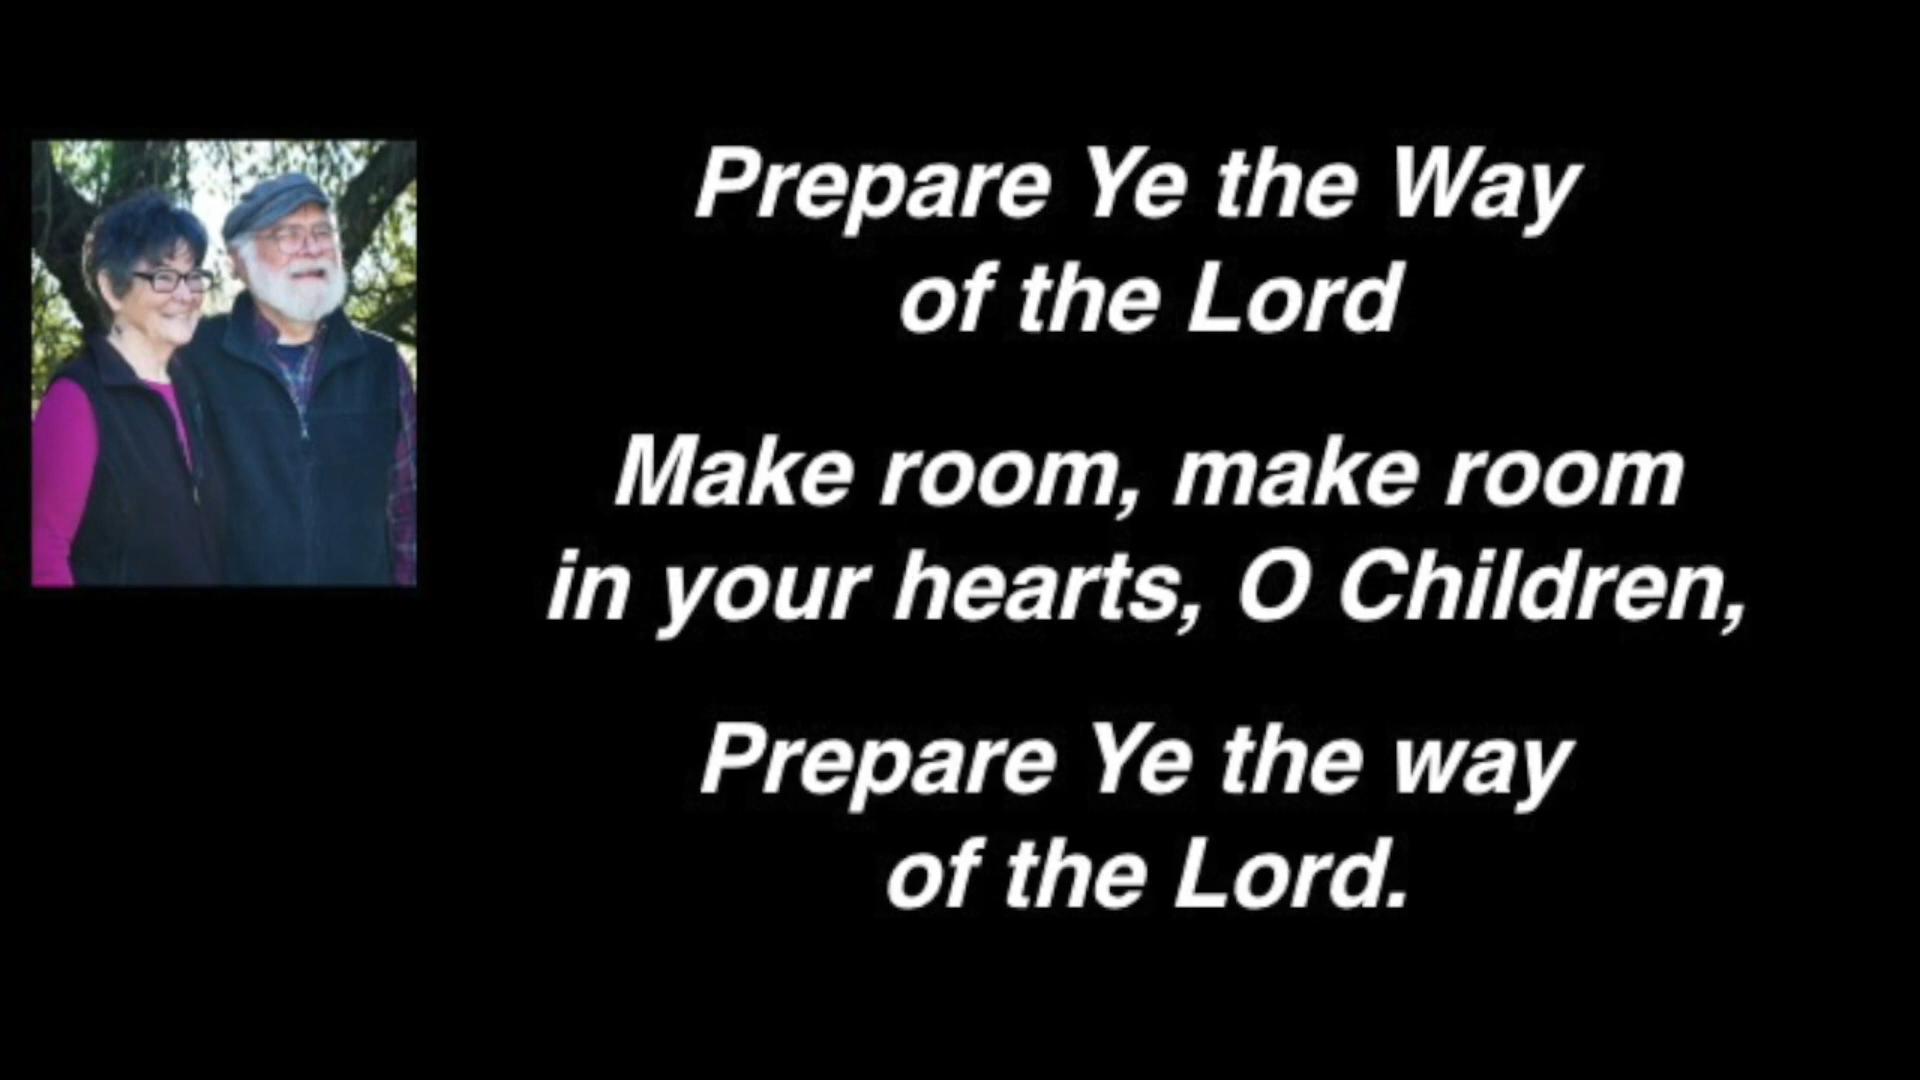 Prepare Ye the Way
of the Lord
Make room, make room
in your hearts, O Children,
Prepare Ye the way
of the Lord.